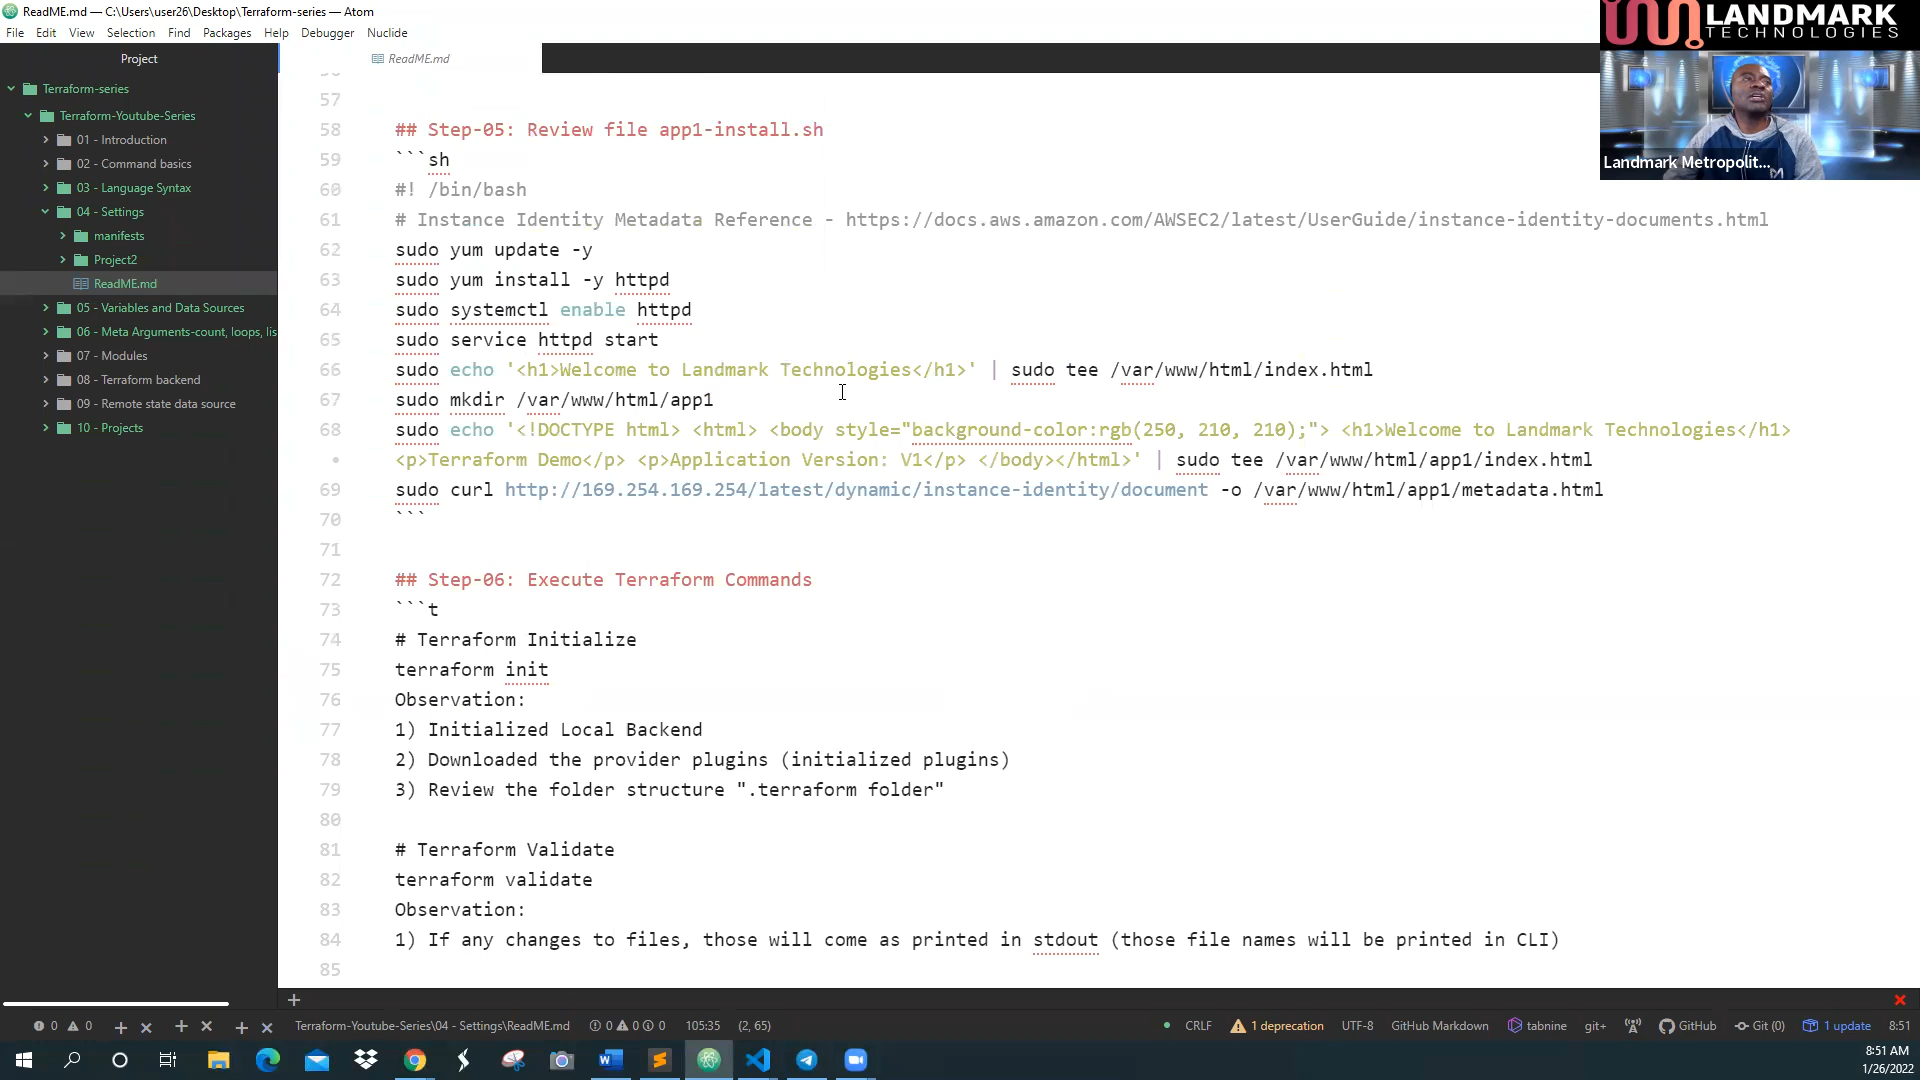 ReadME.md — C:\Users\user26\Desktop\Terraform-series — Atom
File Edit View Selection Find Packages Help Debugger Nuclide
LANDMARK
TECHNOLOGIES
Landmark Metropolit...
Project
Terraform-series
Terraform-Youtube-Series
01 - Introduction
02 - Command basics
03 - Language Syntax
04 - Settings
manifests
Project2
ReadME.md
05 - Variables and Data Sources
06 - Meta Arguments-count, loops, lis
07 - Modules
08 - Terraform backend
09 - Remote state data source
10 - Projects
ReadME.md
57
58 ## Step-05: Review file app1-install.sh
59 ```sh
60 #! /bin/bash
61 # Instance Identity Metadata Reference - https://docs.aws.amazon.com/AWSEC2/latest/UserGuide/instance-identity-documents.html
62 sudo yum update -y
63 sudo yum install -y httpd
64 sudo systemctl enable httpd
65 sudo service httpd start
66 sudo echo '<h1>Welcome to Landmark Technologies</h1>' | sudo tee /var/www/html/index.html
67 sudo mkdir /var/www/html/app1
68 sudo echo '<!DOCTYPE html> <html> <body style="background-color:rgb(250, 210, 210);"> <h1>Welcome to Landmark Technologies</h1>
• <p>Terraform Demo</p> <p>Application Version: V1</p> </body></html>' | sudo tee /var/www/html/app1/index.html
69 sudo curl http://169.254.169.254/latest/dynamic/instance-identity/document -o /var/www/html/app1/metadata.html
70 ```
71
72 ## Step-06: Execute Terraform Commands
73 ```t
74 # Terraform Initialize
75 terraform init
76 Observation:
77 1) Initialized Local Backend
78 2) Downloaded the provider plugins (initialized plugins)
79 3) Review the folder structure ".terraform folder"
80
81 # Terraform Validate
82 terraform validate
83 Observation:
84 1) If any changes to files, those will come as printed in stdout (those file names will be printed in CLI)
85
0 0 Terraform-Youtube-Series\04 - Settings\ReadME.md 0 0 0 105:35 (2, 65) CRLF 1 deprecation UTF-8 GitHub Markdown tabnine git+ GitHub Git (0) 1 update 8:51
8:51 AM
1/26/2022